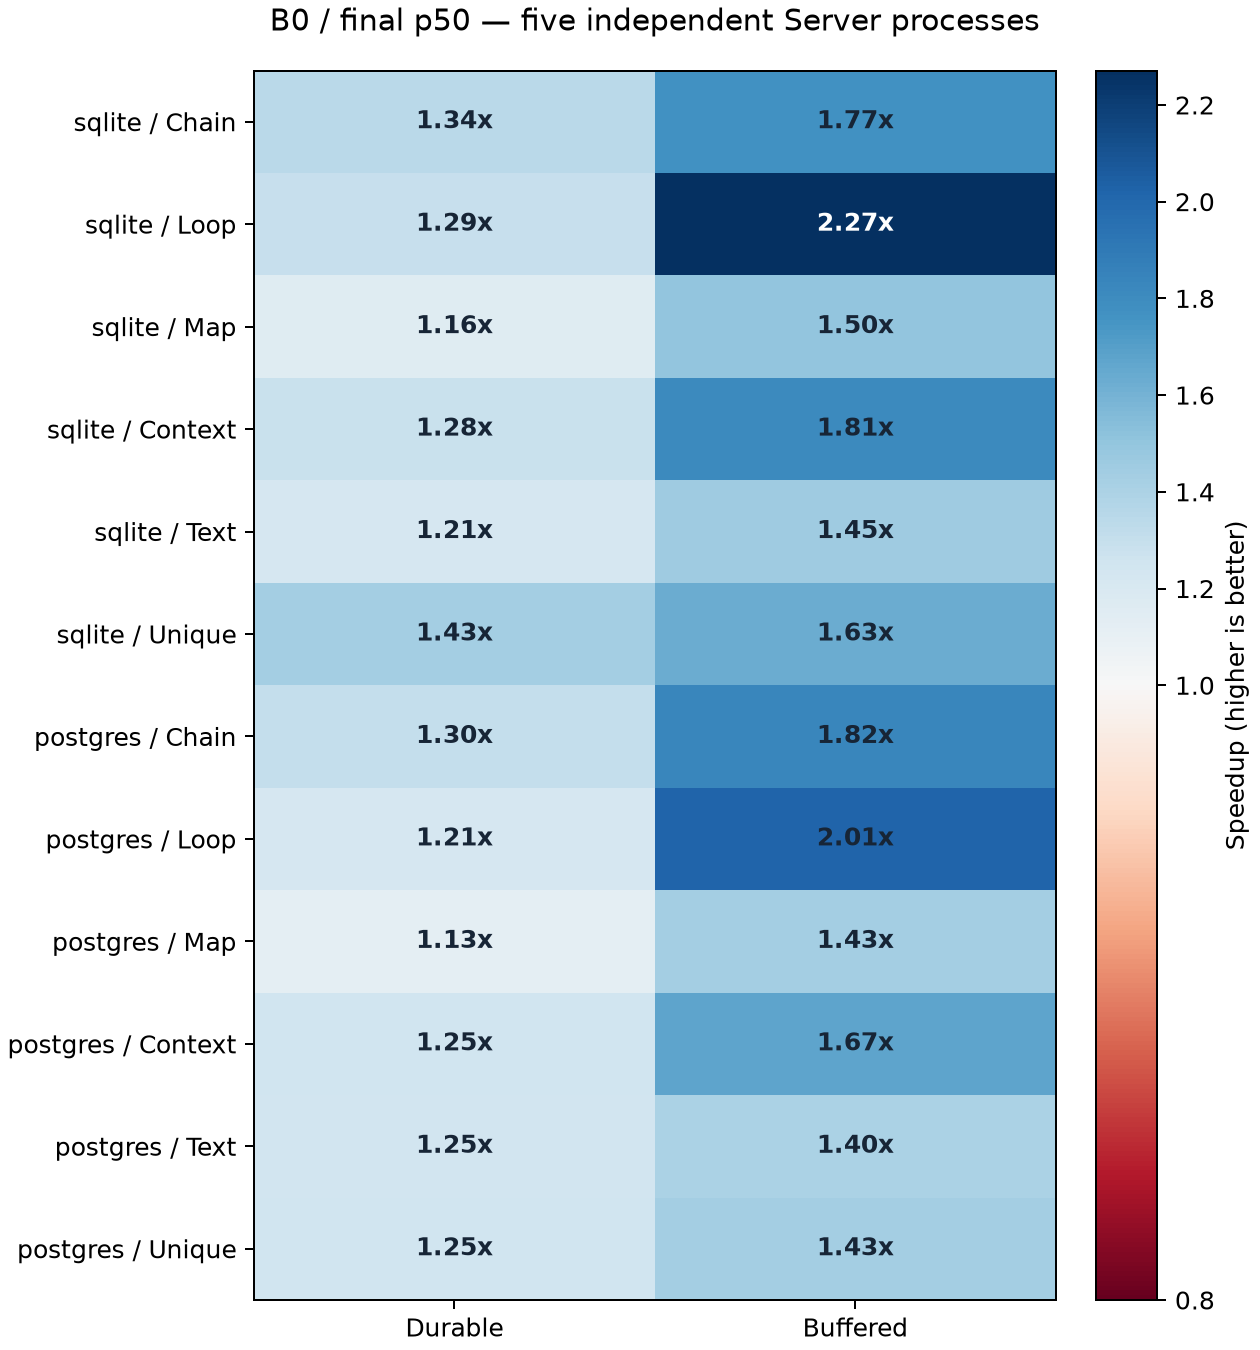 B0 / final p50 — five independent Server processes
sqlite / Chain 1.34x 1.77x
sqlite / Loop 1.29x 2.27x
sqlite / Map 1.16x 1.50x
sqlite / Context 1.28x 1.81x
sqlite / Text 1.21x 1.45x
sqlite / Unique 1.43x 1.63x
postgres / Chain 1.30x 1.82x
postgres / Loop 1.21x 2.01x
postgres / Map 1.13x 1.43x
postgres / Context 1.25x 1.67x
postgres / Text 1.25x 1.40x
postgres / Unique 1.25x 1.43x
Durable Buffered
2.2
2.0
1.8
1.6
1.4
1.2
1.0
0.8
Speedup (higher is better)